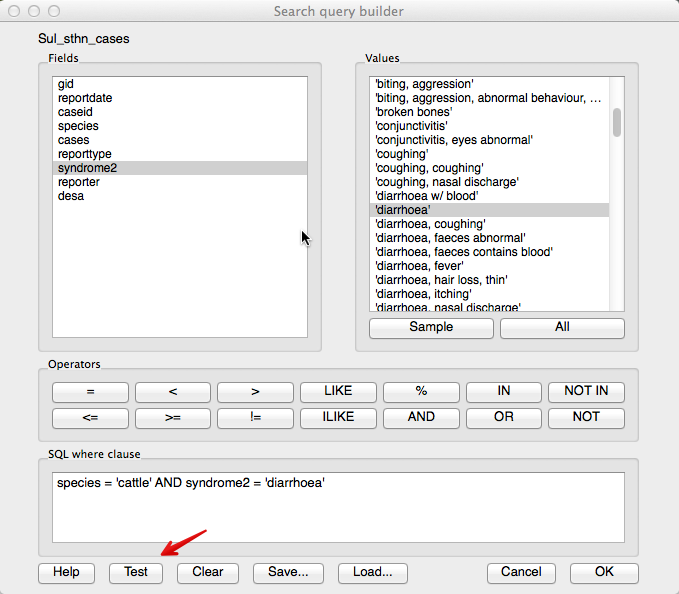 Search query builder
Sul_sthn_cases
Fields
gid
reportdate
caseid
species
cases
reporttype
syndrome2
reporter
desa
Values
'biting, aggression'
'biting, aggression, abnormal behaviour, …
'broken bones'
'conjunctivitis'
'conjunctivitis, eyes abnormal'
'coughing'
'coughing, coughing'
'coughing, nasal discharge'
'diarrhoea w/ blood'
'diarrhoea'
'diarrhoea, coughing'
'diarrhoea, faeces abnormal'
'diarrhoea, faeces contains blood'
'diarrhoea, fever'
'diarrhoea, hair loss, thin'
'diarrhoea, itching'
'diarrhoea, nasal discharge'
Sample All
Operators
= < > LIKE % IN NOT IN
<= >= != ILIKE AND OR NOT
SQL where clause
species = 'cattle' AND syndrome2 = 'diarrhoea'
Help Test Clear Save... Load... Cancel OK